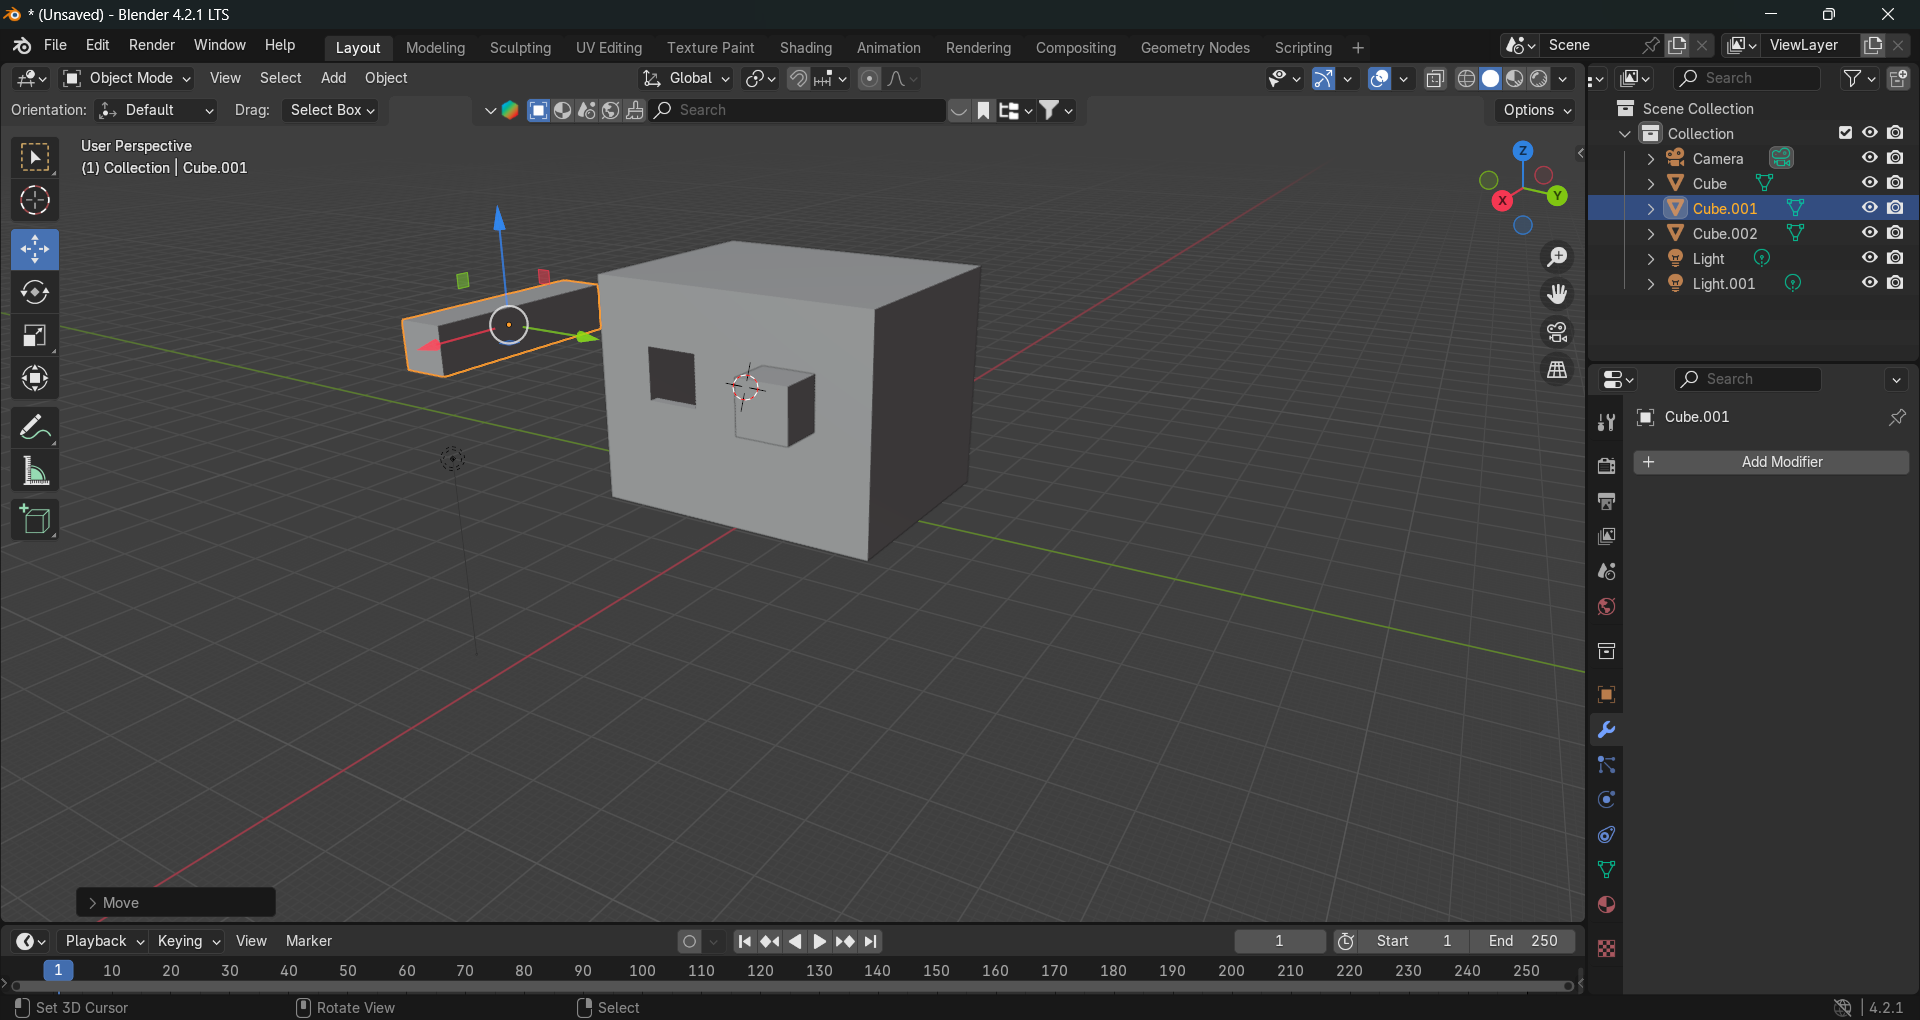 * (Unsaved) - Blender 4.2.1 LTS
File Edit Render Window Help Layout Modeling Sculpting UV Editing Texture Paint Shading Animation Rendering Compositing Geometry Nodes Scripting + Scene ViewLayer
Object Mode View Select Add Object Global Search
Orientation: Default Drag: Select Box Search Options
User Perspective
(1) Collection | Cube.001
Z
Y
X
Scene Collection
Collection
Camera
Cube
Cube.001
Cube.002
Light
Light.001
Search
Cube.001
+ Add Modifier
> Move
Playback Keying View Marker 1 Start 1 End 250
1 10 20 30 40 50 60 70 80 90 100 110 120 130 140 150 160 170 180 190 200 210 220 230 240 250
Set 3D Cursor Rotate View Select 4.2.1